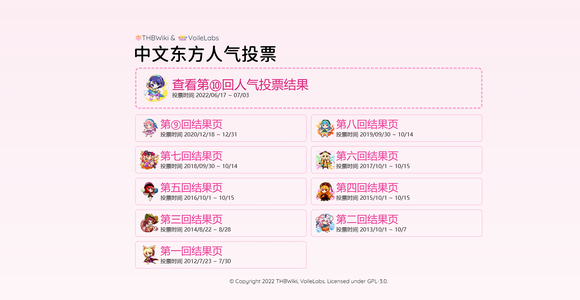 THBWiki & VoileLabs
中文东方人气投票
查看第⑩回人气投票结果
投票时间 2022/06/17 ~ 07/03
第⑨回结果页
投票时间 2020/12/18 ~ 12/31
第八回结果页
投票时间 2019/09/30 ~ 10/14
第七回结果页
投票时间 2018/09/30 ~ 10/14
第六回结果页
投票时间 2017/10/1 ~ 10/15
第五回结果页
投票时间 2016/10/1 ~ 10/15
第四回结果页
投票时间 2015/10/1 ~ 10/15
第三回结果页
投票时间 2014/8/22 ~ 8/28
第二回结果页
投票时间 2013/10/1 ~ 10/7
第一回结果页
投票时间 2012/7/23 ~ 7/30
© Copyright 2022 THBWiki, VoileLabs. Licensed under GPL-3.0.